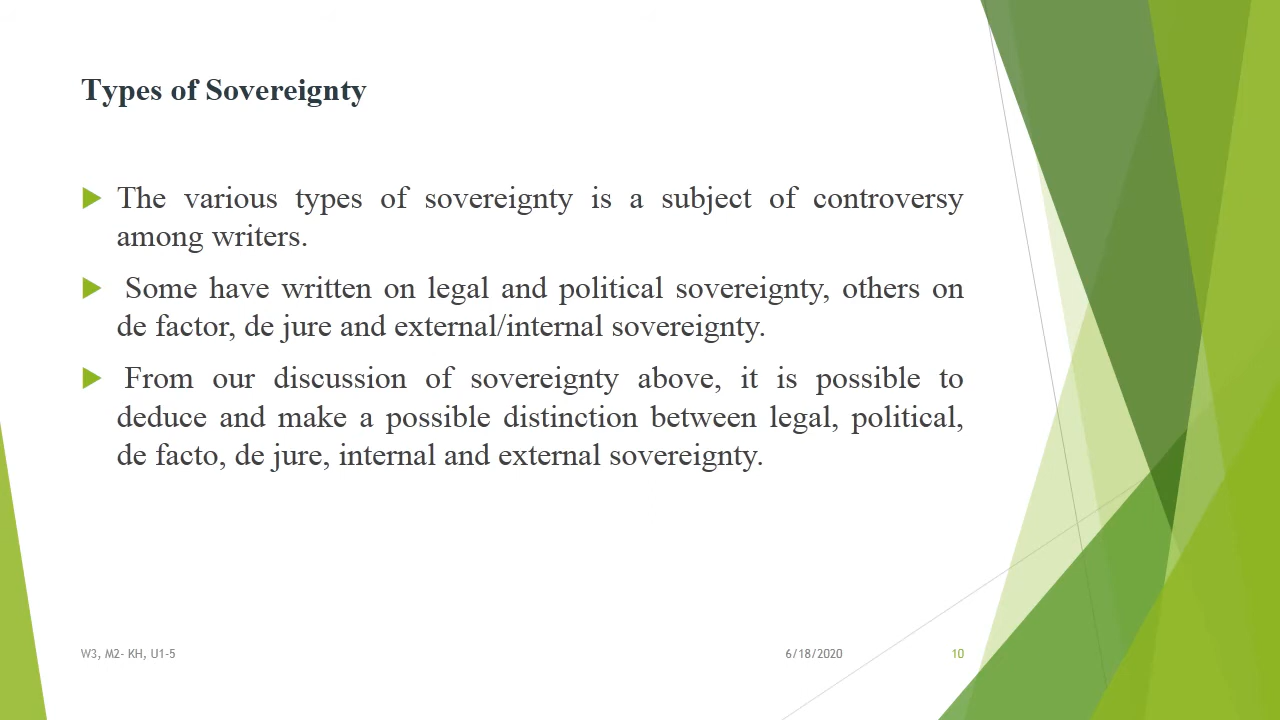 Types of Sovereignty
The various types of sovereignty is a subject of controversy
among writers.
Some have written on legal and political sovereignty, others on
de factor, de jure and external/internal sovereignty.
From our discussion of sovereignty above, it is possible to
deduce and make a possible distinction between legal, political,
de facto, de jure, internal and external sovereignty.
W3, M2- KH, U1-5
6/18/2020
10